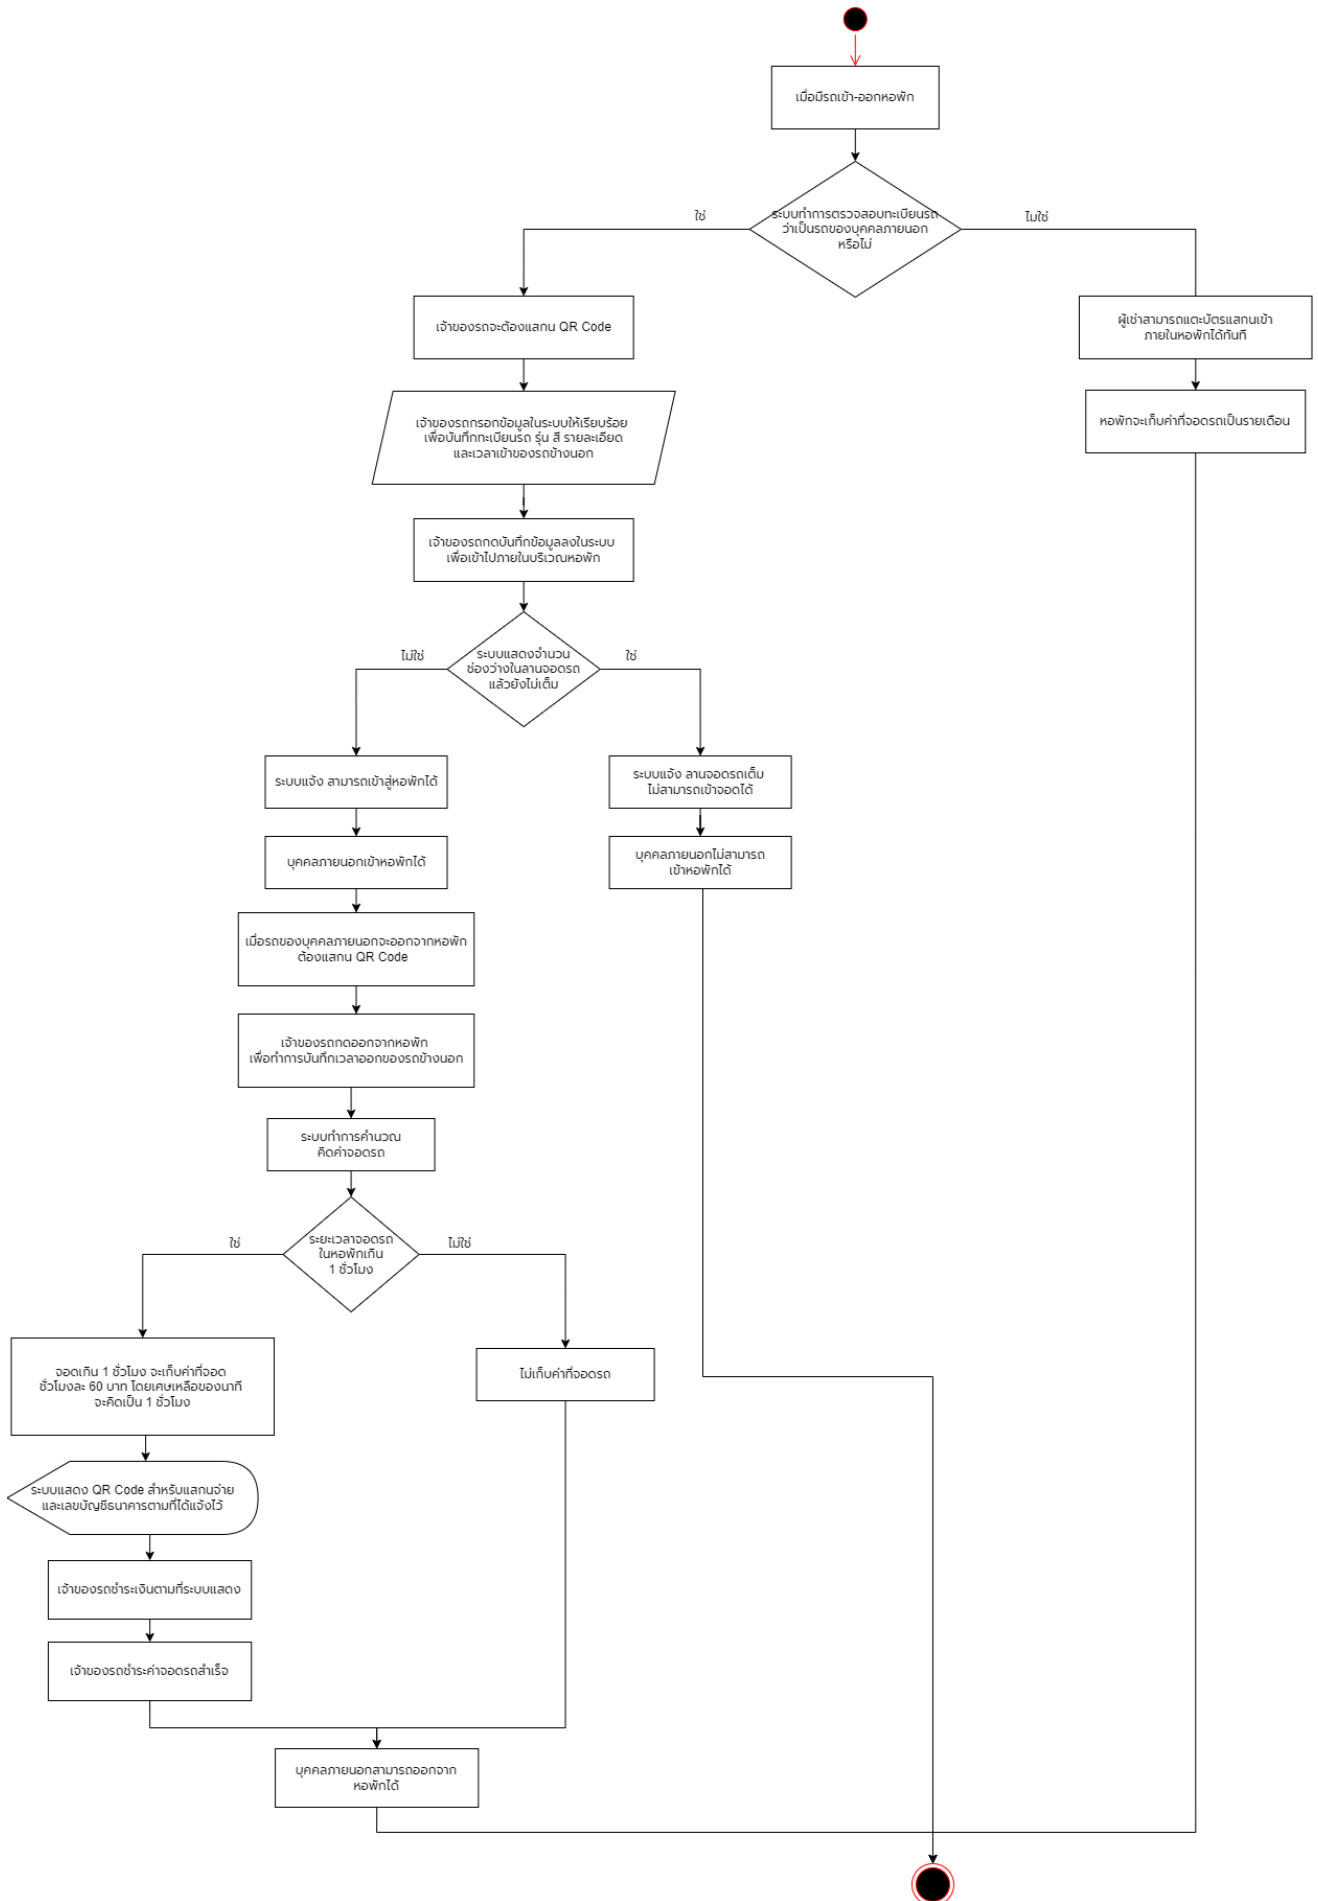 เมื่อมีรถเข้า-ออกหอพัก
ระบบทำการตรวจสอบทะเบียนรถ
ว่าเป็นรถของบุคคลภายนอก
หรือไม่
ใช่
ไมใช่
เจ้าของรถจะต้องแสกน QR Code
ผู้เช่าสามารถแตะบัตรแสกนเข้า
ภายในหอพักได้ทันที
เจ้าของรถกรอกข้อมูลในระบบให้เรียบร้อย
เพื่อบันทึกทะเบียนรถ รุ่น สี รายละเอียด
และเวลาเข้าของรถข้างนอก
หอพักจะเก็บค่าที่จอดรถเป็นรายเดือน
เจ้าของรถกดบันทึกข้อมูลลงในระบบ
เพื่อเข้าไปภายในบริเวณหอพัก
ระบบแสดงจำนวน
ช่องว่างในลานจอดรถ
แล้วยังไม่เต็ม
ไม่ใช่
ใช่
ระบบแจ้ง สามารถเข้าสู่หอพักได้
ระบบแจ้ง ลานจอดรถเต็ม
ไม่สามารถเข้าจอดได้
บุคคลภายนอกเข้าหอพักได้
บุคคลภายนอกไม่สามารถ
เข้าหอพักได้
เมื่อรถของบุคคลภายนอกจะออกจากหอพัก
ต้องแสกน QR Code
เจ้าของรถกดออกจากหอพัก
เพื่อทำการบันทึกเวลาออกของรถข้างนอก
ระบบทำการคำนวณ
คิดค่าจอดรถ
ระยะเวลาจอดรถ
ในหอพักเกิน
1 ชั่วโมง
ใช่
ไม่ใช่
จอดเกิน 1 ชั่วโมง จะเก็บค่าที่จอด
ชั่วโมงละ 60 บาท โดยเศษเหลือของนาที
จะคิดเป็น 1 ชั่วโมง
ไม่เก็บค่าที่จอดรถ
ระบบแสดง QR Code สำหรับแสกนจ่าย
และเลขบัญชีธนาคารตามที่ได้แจ้งไว้
เจ้าของรถชำระเงินตามที่ระบบแสดง
เจ้าของรถชำระค่าจอดรถสำเร็จ
บุคคลภายนอกสามารถออกจาก
หอพักได้